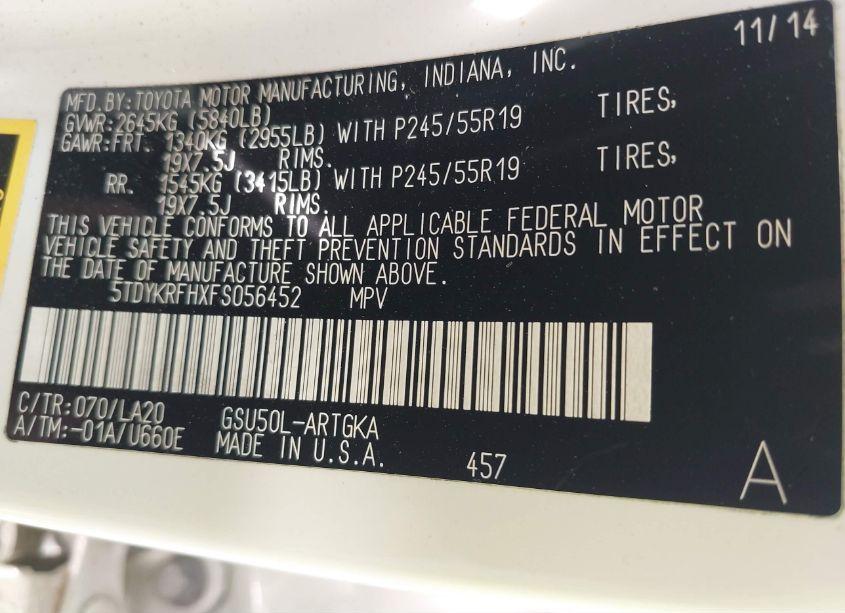 11/14
MFD.BY:TOYOTA MOTOR MANUFACTURING, INDIANA, INC.
GVWR:2645KG (5840LB)
GAWR:FRT. 1340KG (2955LB) WITH P245/55R19 TIRES,
19X7.5J RIMS.
RR. 1545KG (3415LB) WITH P245/55R19 TIRES,
19X7.5J RIMS.
THIS VEHICLE CONFORMS TO ALL APPLICABLE FEDERAL MOTOR
VEHICLE SAFETY AND THEFT PREVENTION STANDARDS IN EFFECT ON
THE DATE OF MANUFACTURE SHOWN ABOVE.
5TDYKRFHXFS056452 MPV
C/TR:070/LA20 GSU50L-ARTGKA
A/TM:-01A/U660E MADE IN U.S.A. 457
A